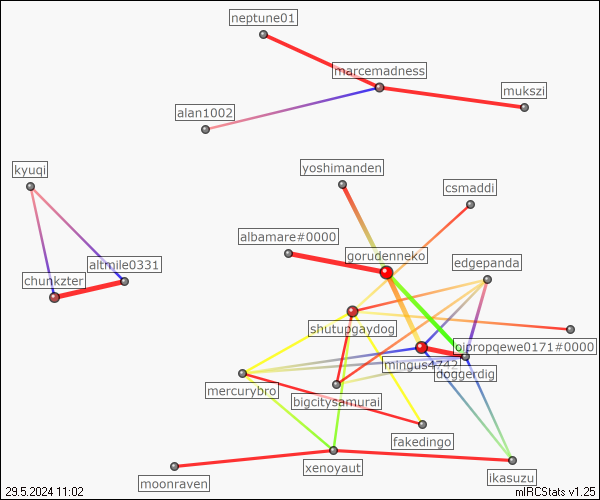 neptune01
marcemadness
mukszi
alan1002
kyuqi
yoshimanden
csmaddi
albamare#0000
gorudenneko
edgepanda
altmile0331
chunkzter
shutupgaydog
ojpropqewe0171#0000
mingus4742
doggerdig
mercurybro
bigcitysamurai
fakedingo
xenoyaut
ikasuzu
moonraven
29.5.2024 11:02
mIRCStats v1.25